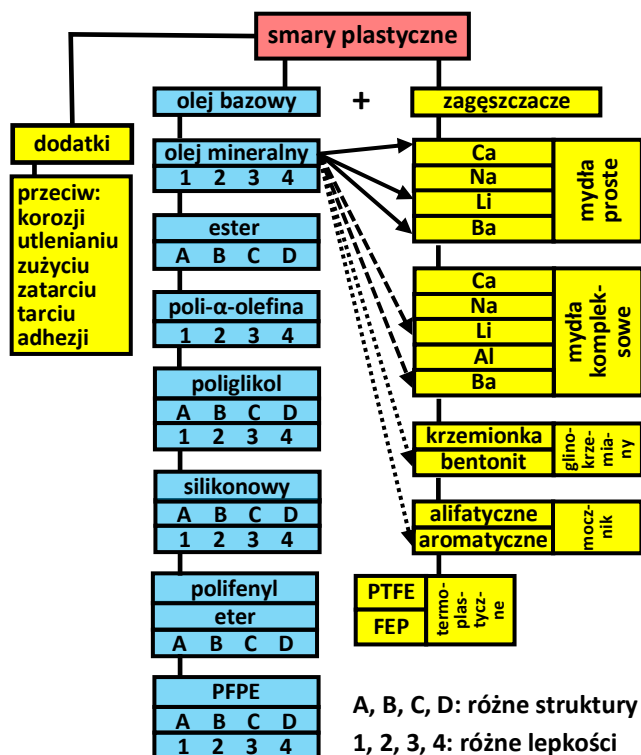 smary plastyczne
olej bazowy
+
zagęszczacze
dodatki
przeciw:
korozji
utlenianiu
zużyciu
zatarciu
tarciu
adhezji
olej mineralny
1 2 3 4
ester
A B C D
poli-α-olefina
1 2 3 4
poliglikol
A B C D
1 2 3 4
silikonowy
A B C D
1 2 3 4
polifenyl
eter
A B C D
PFPE
A B C D
1 2 3 4
Ca
Na
Li
Ba
mydła
proste
Ca
Na
Li
Al
Ba
mydła
komplek-
sowe
krzemionka
bentonit
glino-
krze-
mia-
ny
alifatyczne
aromatyczne
mocz-
nik
PTFE
FEP
termo-
plas-
tycz-
ne
A, B, C, D: różne struktury
1, 2, 3, 4: różne lepkości